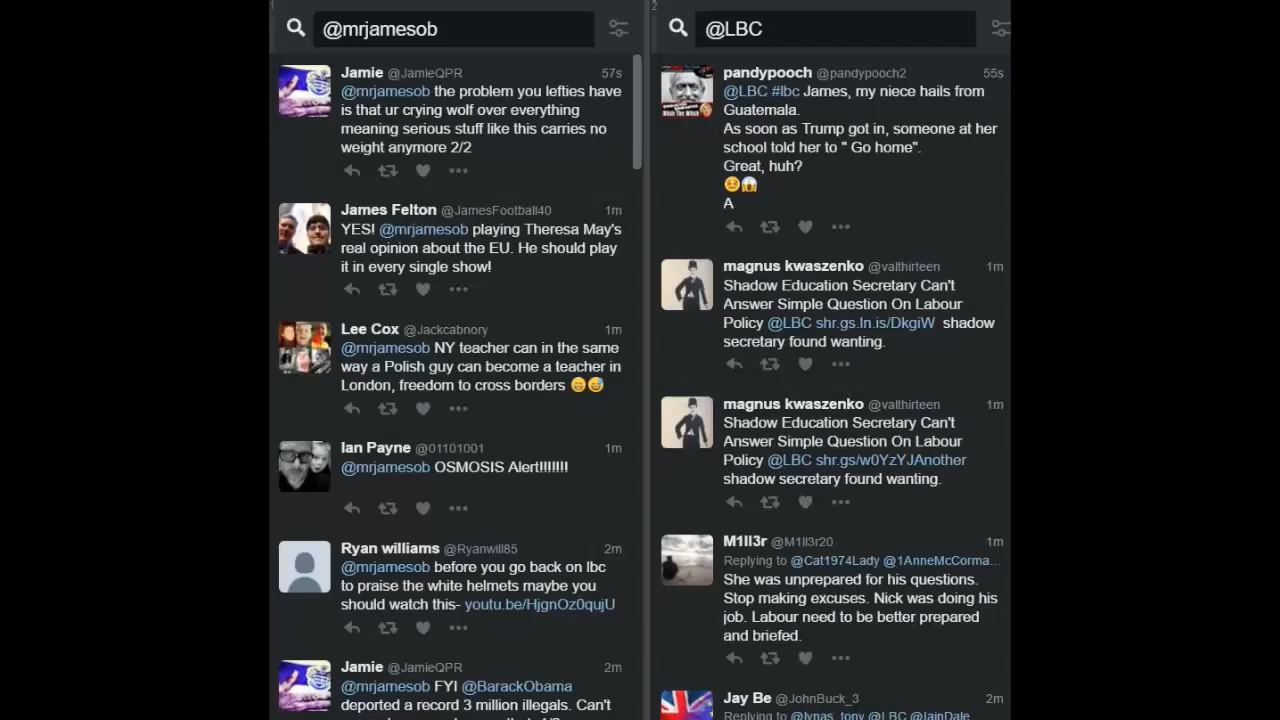 1
@mrjamesob
Jamie @JamieQPR 57s
@mrjamesob the problem you lefties have
is that ur crying wolf over everything
meaning serious stuff like this carries no
weight anymore 2/2
James Felton @JamesFootball40 1m
YES! @mrjamesob playing Theresa May's
real opinion about the EU. He should play
it in every single show!
Lee Cox @Jackcabnory 1m
@mrjamesob NY teacher can in the same
way a Polish guy can become a teacher in
London, freedom to cross borders 😄😅
Ian Payne @01101001 1m
@mrjamesob OSMOSIS Alert!!!!!!!
Ryan williams @Ryanwill85 2m
@mrjamesob before you go back on lbc
to praise the white helmets maybe you
should watch this- youtu.be/HjgnOz0qujU
Jamie @JamieQPR 2m
@mrjamesob FYI @BarackObama
deported a record 3 million illegals. Can't
2
@LBC
pandypooch @pandypooch2 55s
@LBC #lbc James, my niece hails from
Guatemala.
As soon as Trump got in, someone at her
school told her to " Go home".
Great, huh?
A
magnus kwaszenko @valthirteen 1m
Shadow Education Secretary Can't
Answer Simple Question On Labour
Policy @LBC shr.gs.ln.is/DkgiW shadow
secretary found wanting.
magnus kwaszenko @valthirteen 1m
Shadow Education Secretary Can't
Answer Simple Question On Labour
Policy @LBC shr.gs/w0YzYJAnother
shadow secretary found wanting.
M1ll3r @M1ll3r20 1m
Replying to @Cat1974Lady @1AnneMcCorma...
She was unprepared for his questions.
Stop making excuses. Nick was doing his
job. Labour need to be better prepared
and briefed.
Jay Be @JohnBuck_3 2m
Replying to @lynas_tony @LBC @IainDale